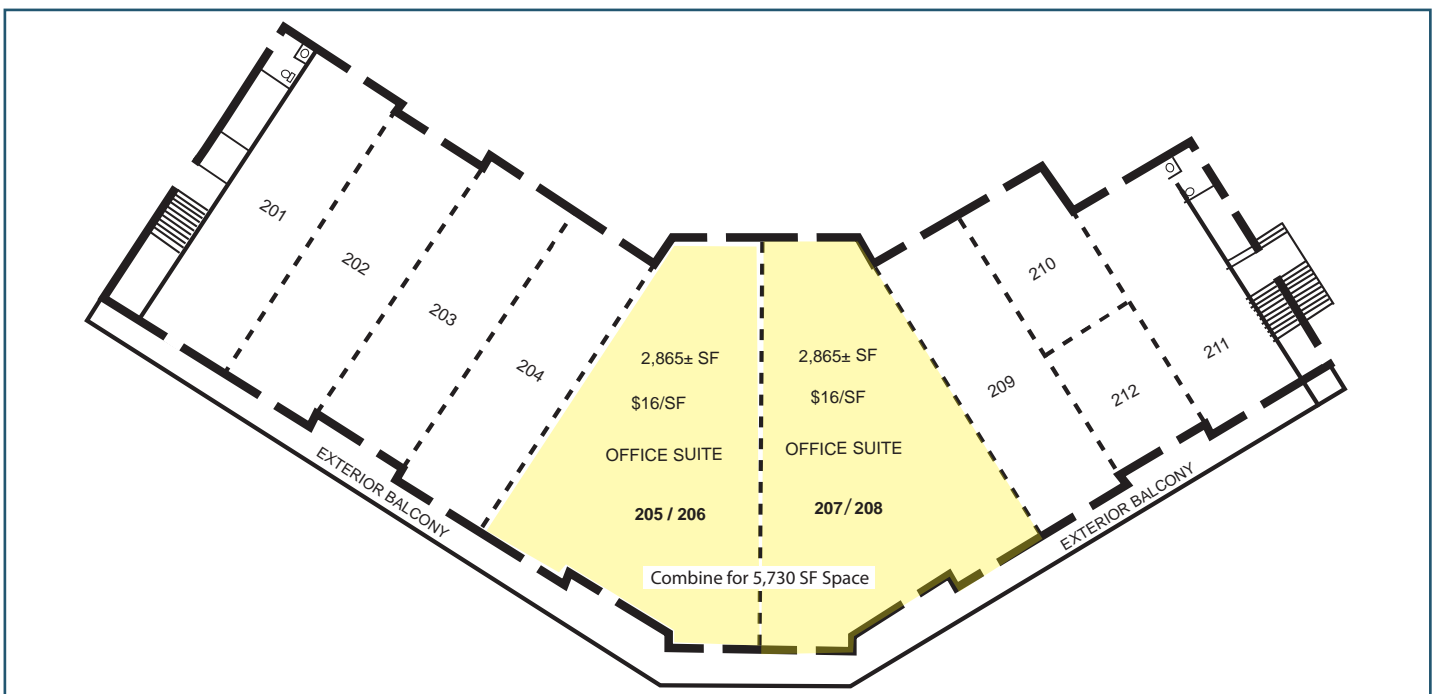 201
202
203
204
2,865± SF
$16/SF
OFFICE SUITE
205 / 206
2,865± SF
$16/SF
OFFICE SUITE
207 / 208
Combine for 5,730 SF Space
209
210
212
211
EXTERIOR BALCONY
EXTERIOR BALCONY